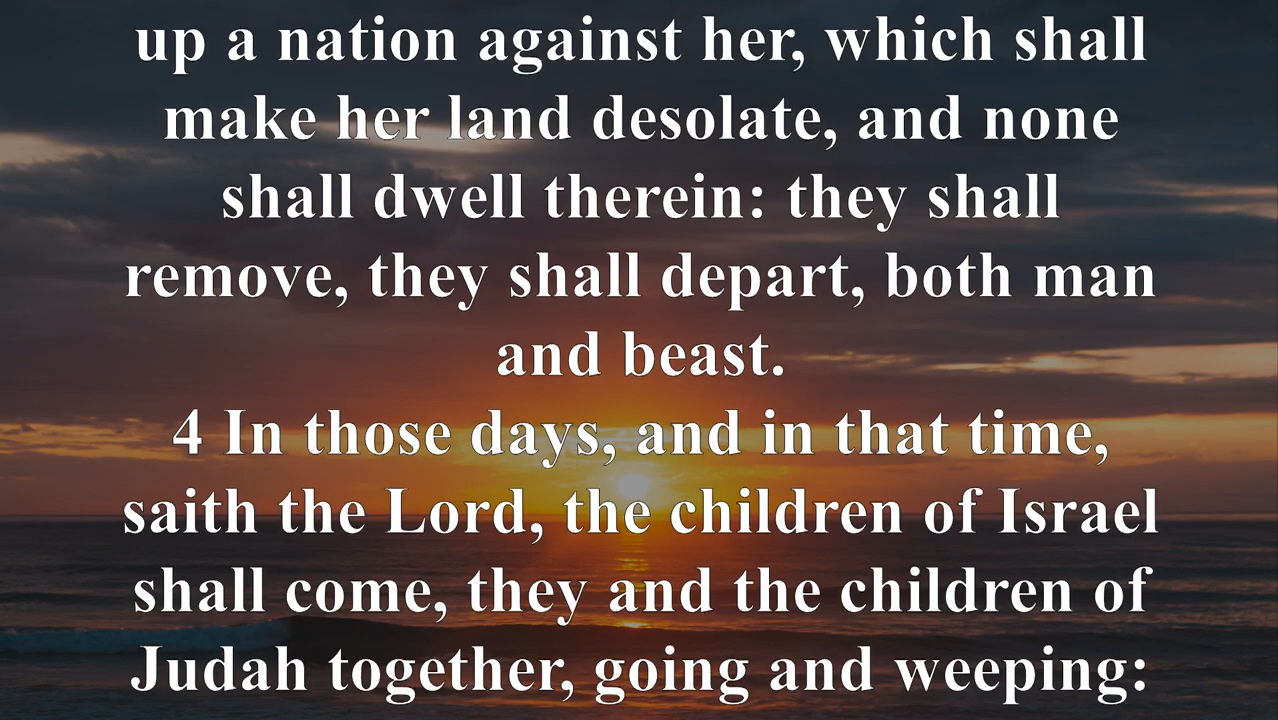 up a nation against her, which shall
make her land desolate, and none
shall dwell therein: they shall
remove, they shall depart, both man
and beast.
4 In those days, and in that time,
saith the Lord, the children of Israel
shall come, they and the children of
Judah together, going and weeping: